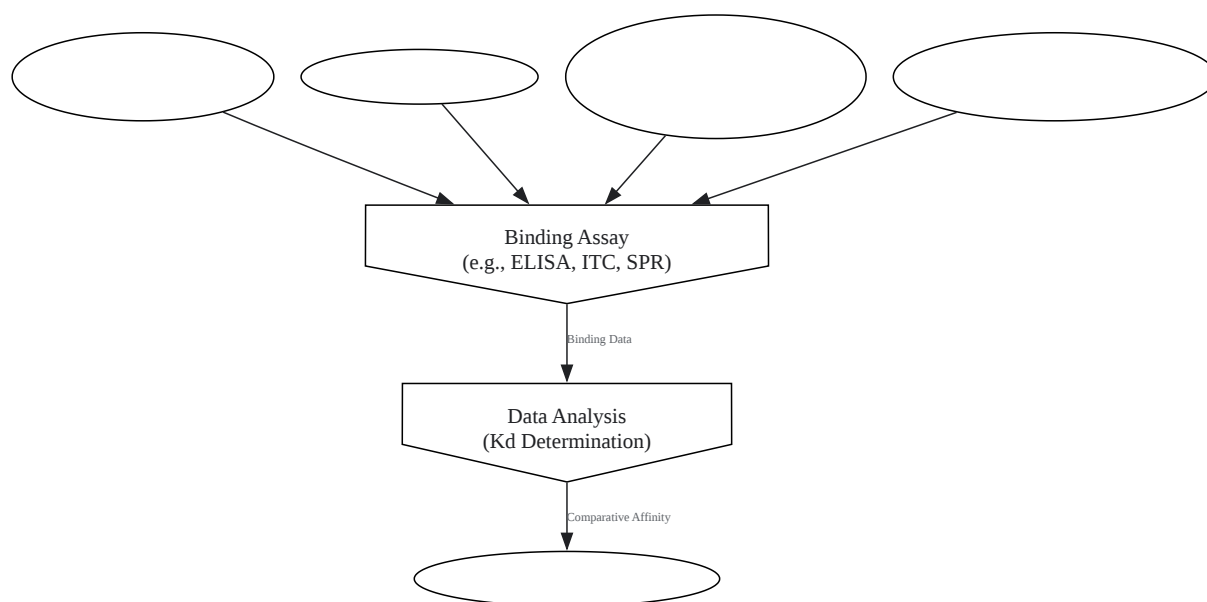 Binding Assay
(e.g., ELISA, ITC, SPR)
Binding Data
Data Analysis
(Kd Determination)
Comparative Affinity